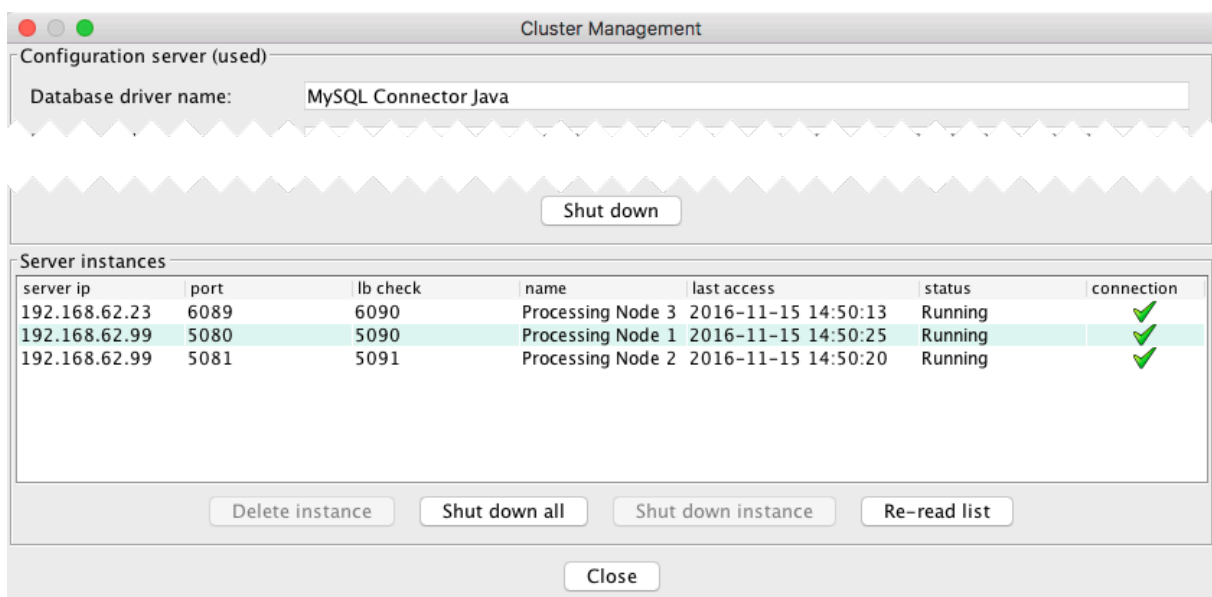 Cluster Management
Configuration server (used)
Database driver name: MySQL Connector Java
Shut down
Server instances
server ip port lb check name last access status connection
192.168.62.23 6089 6090 Processing Node 3 2016-11-15 14:50:13 Running
192.168.62.99 5080 5090 Processing Node 1 2016-11-15 14:50:25 Running
192.168.62.99 5081 5091 Processing Node 2 2016-11-15 14:50:20 Running
Delete instance Shut down all Shut down instance Re-read list
Close